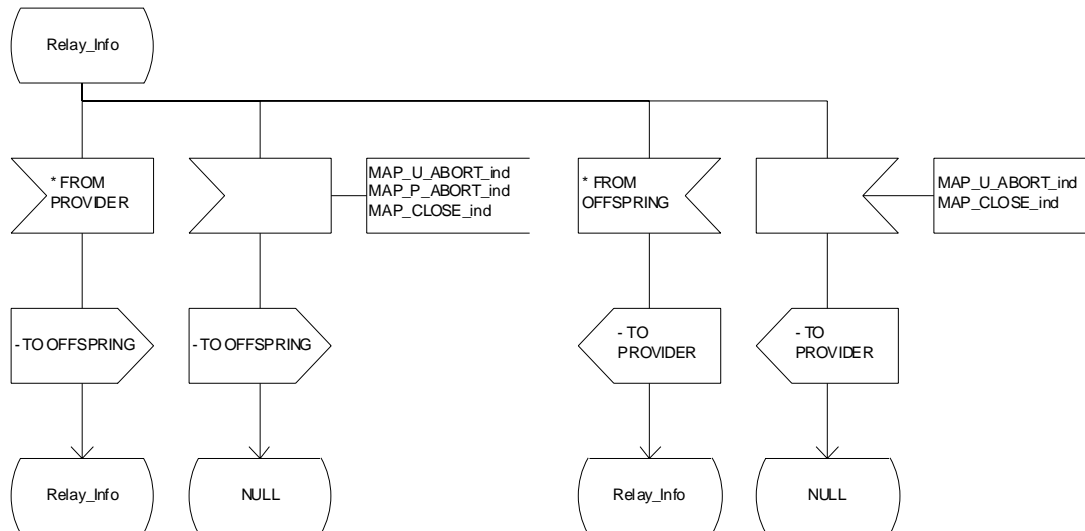 Relay_Info
* FROM
PROVIDER
MAP_U_ABORT_ind
MAP_P_ABORT_ind
MAP_CLOSE_ind
* FROM
OFFSPRING
MAP_U_ABORT_ind
MAP_CLOSE_ind
- TO OFFSPRING
- TO OFFSPRING
- TO
PROVIDER
- TO
PROVIDER
Relay_Info
NULL
Relay_Info
NULL